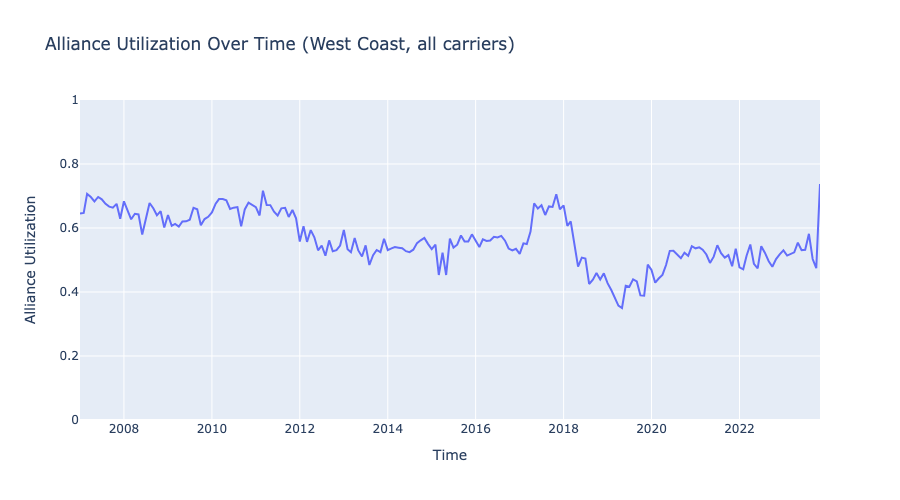 Alliance Utilization Over Time (West Coast, all carriers)
1
0.8
0.6
0.4
0.2
0
Alliance Utilization
2008 2010 2012 2014 2016 2018 2020 2022
Time